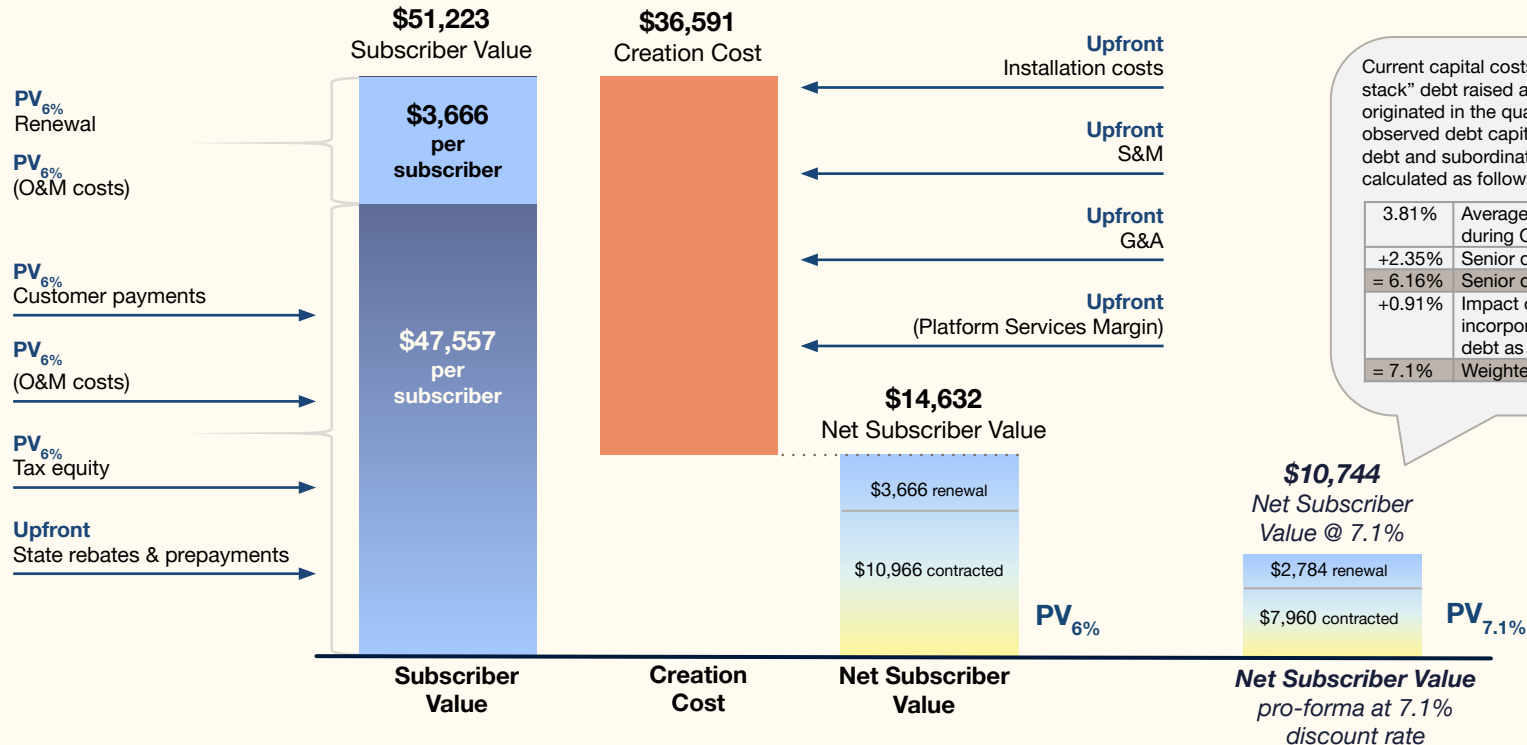 $51,223
Subscriber Value
$36,591
Creation Cost
PV6%
Renewal
PV6%
(O&M costs)
PV6%
Customer payments
PV6%
(O&M costs)
PV6%
Tax equity
Upfront
State rebates & prepayments
$3,666
per
subscriber
$47,557
per
subscriber
Upfront
Installation costs
Upfront
S&M
Upfront
G&A
Upfront
(Platform Services Margin)
$14,632
Net Subscriber Value
$3,666 renewal
$10,966 contracted
PV6%
Current capital costs
stack” debt raised a
originated in the qua
observed debt capit
debt and subordinat
calculated as follow
3.81% Average
during
+2.35% Senior
= 6.16% Senior
+0.91% Impact
incorpor
debt as
= 7.1% Weighte
$10,744
Net Subscriber
Value @ 7.1%
$2,784 renewal
$7,960 contracted
PV7.1%
Subscriber
Value
Creation
Cost
Net Subscriber
Value
Net Subscriber Value
pro-forma at 7.1%
discount rate